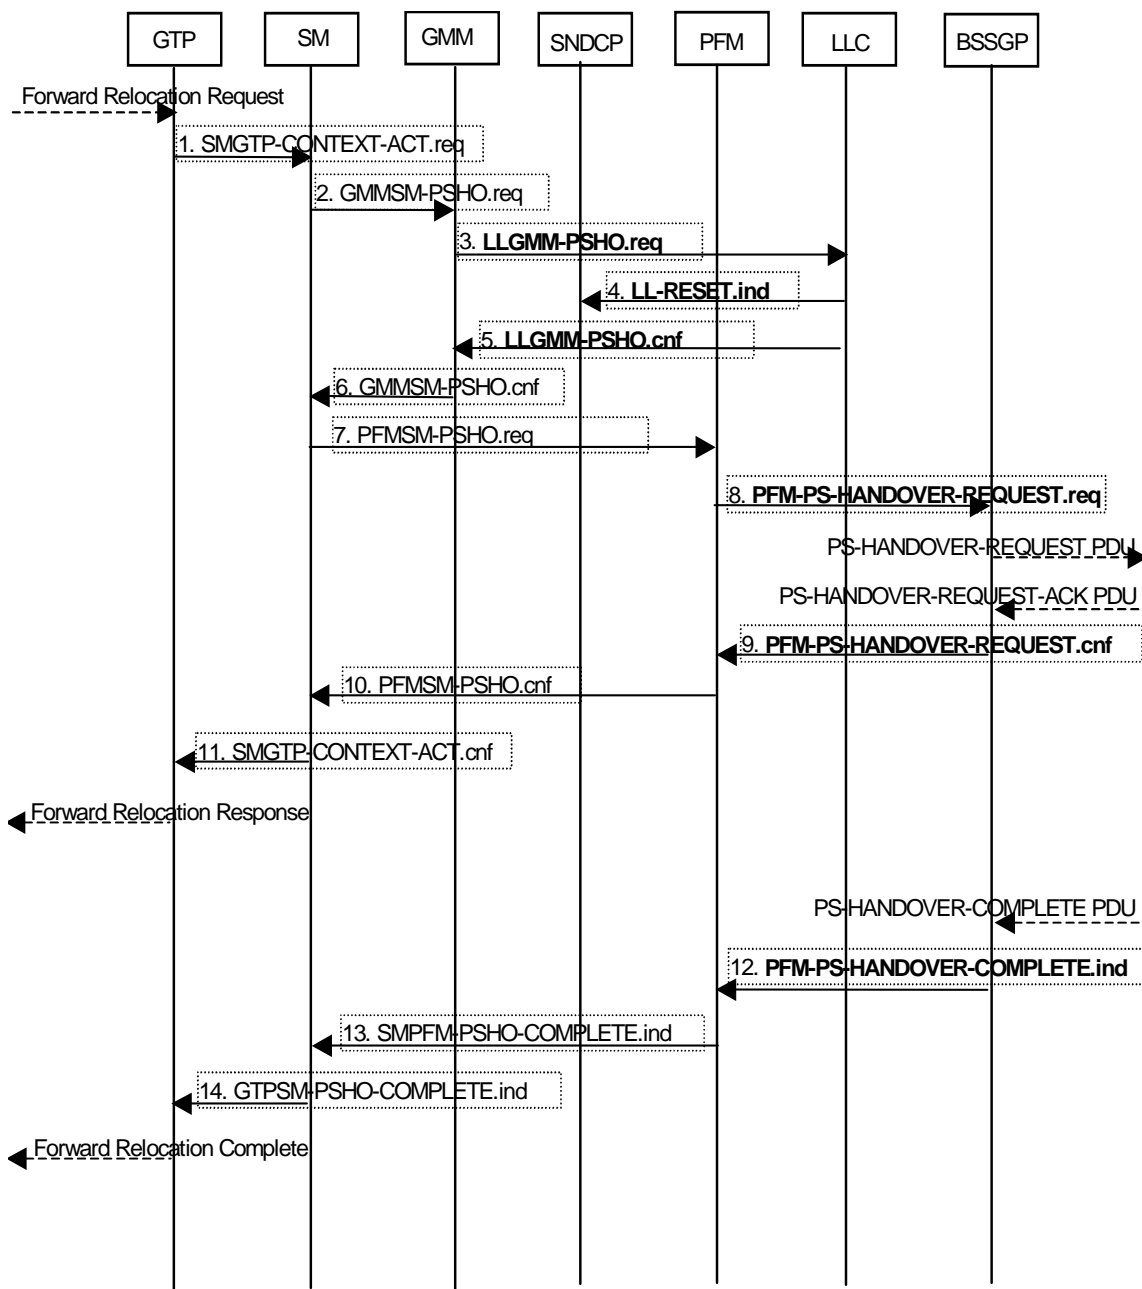 GTP
SM
GMM
SNDCP
PFM
LLC
BSSGP
Forward Relocation Request
1. SMGTP-CONTEXT-ACT.req
2. GMMSM-PSHO.req
3. LLGMM-PSHO.req
4. LL-RESET.ind
5. LLGMM-PSHO.cnf
6. GMMSM-PSHO.cnf
7. PFMSM-PSHO.req
8. PFM-PS-HANDOVER-REQUEST.req
PS-HANDOVER-REQUEST PDU
PS-HANDOVER-REQUEST-ACK PDU
9. PFM-PS-HANDOVER-REQUEST.cnf
10. PFMSM-PSHO.cnf
11. SMGTP-CONTEXT-ACT.cnf
Forward Relocation Response
PS-HANDOVER-COMPLETE PDU
12. PFM-PS-HANDOVER-COMPLETE.ind
13. SMPFM-PSHO-COMPLETE.ind
14. GTPSM-PSHO-COMPLETE.ind
Forward Relocation Complete